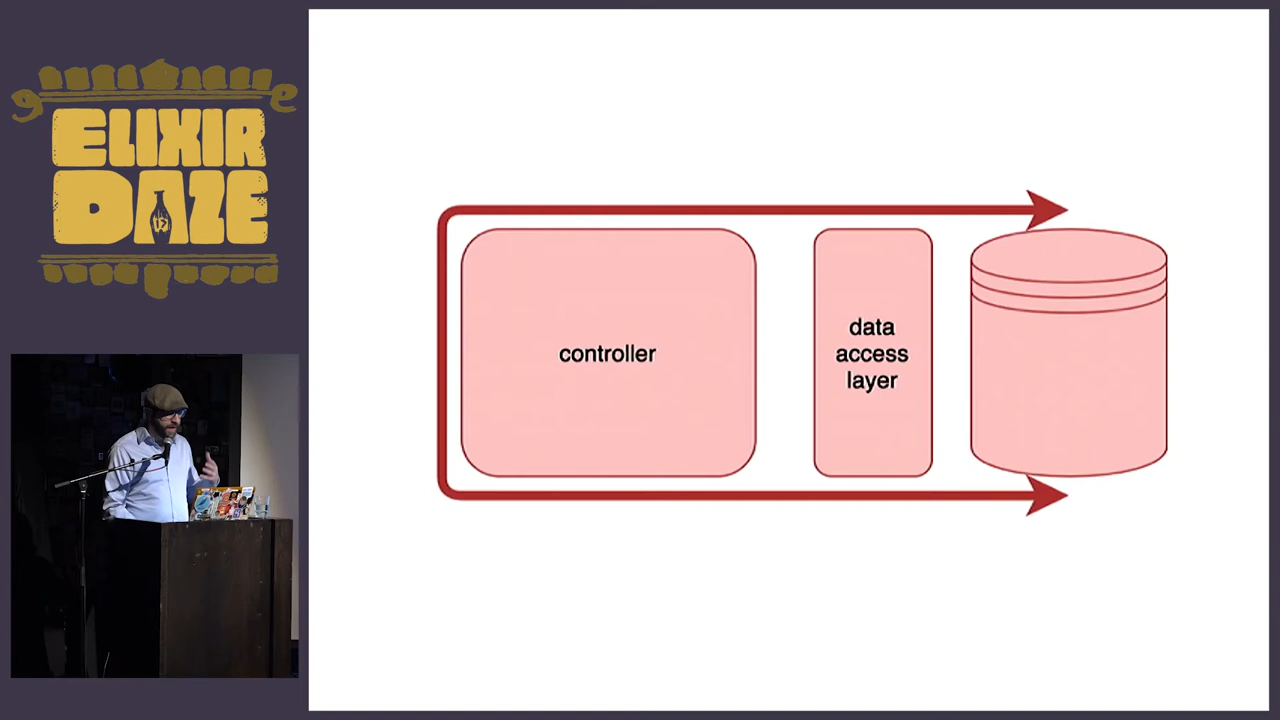 ELIXIR
DAZE
controller
data
access
layer